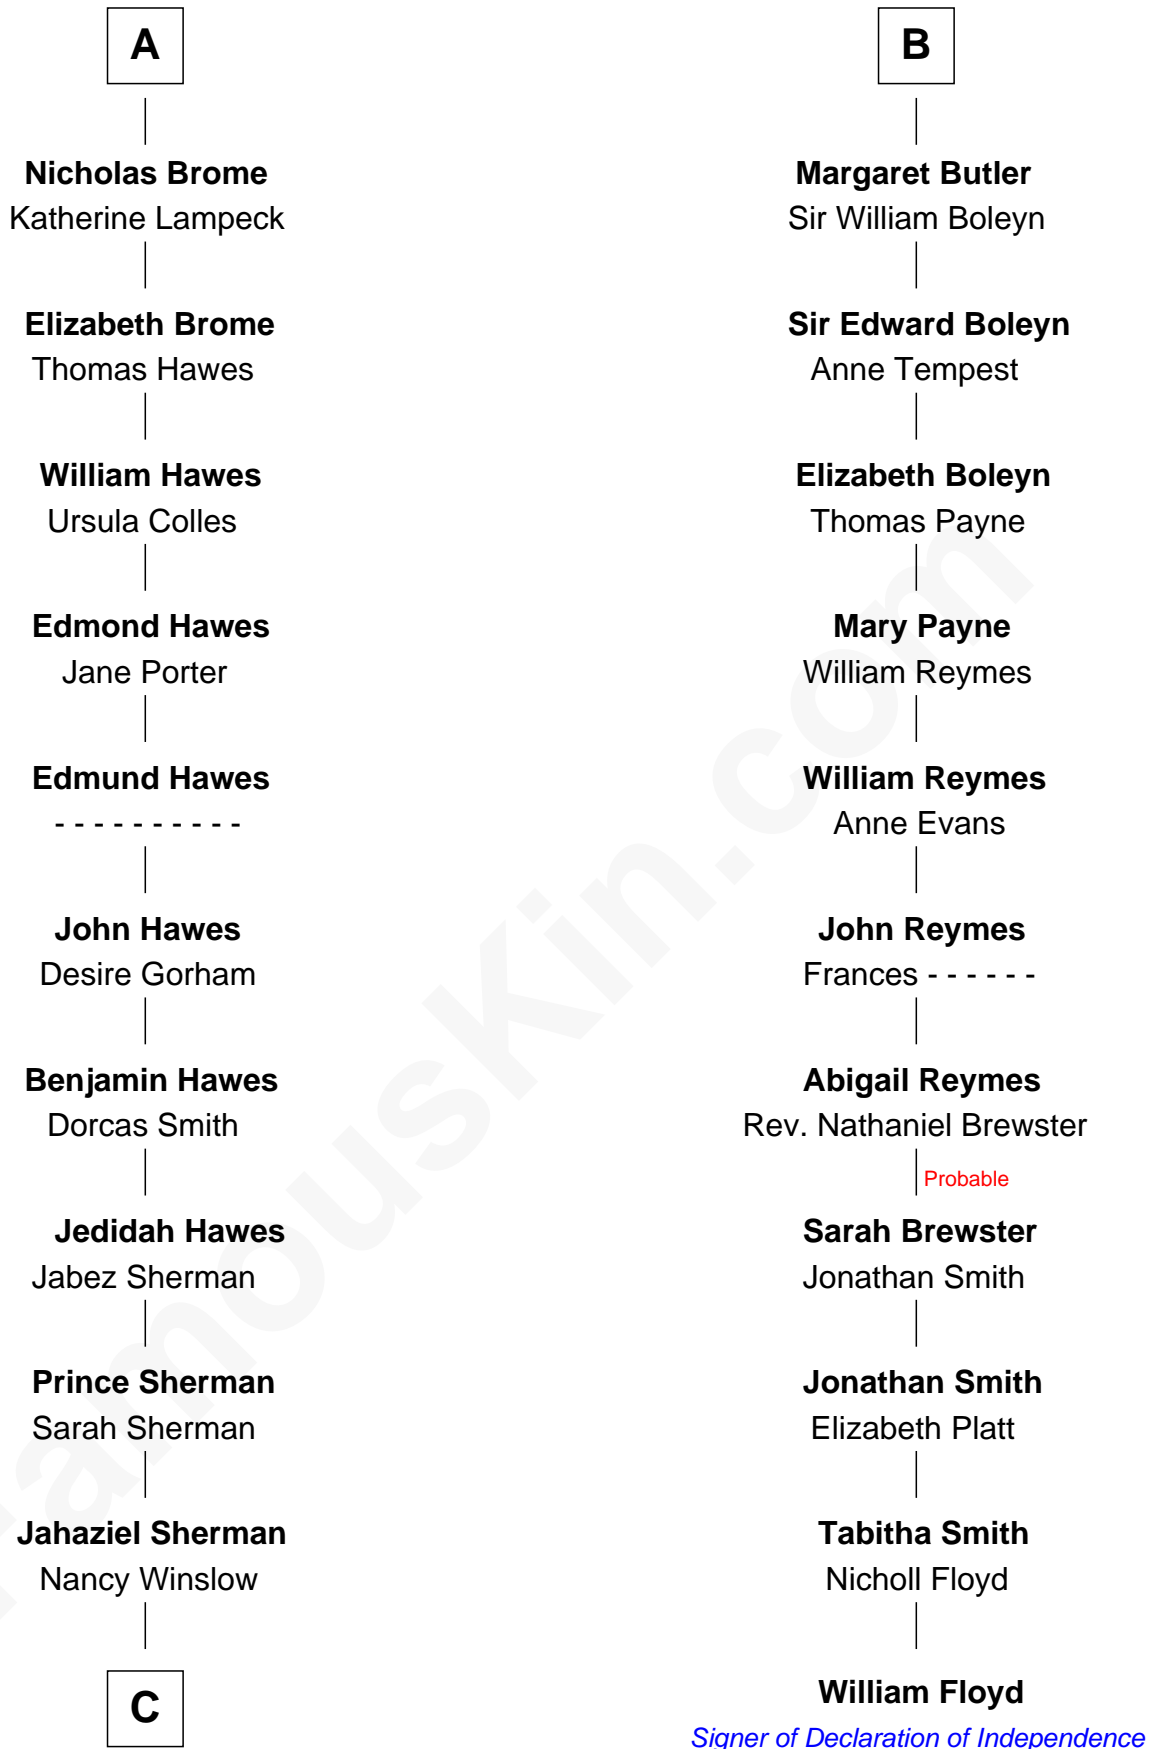 A
Nicholas Brome
Katherine Lampeck
Elizabeth Brome
Thomas Hawes
William Hawes
Ursula Colles
Edmond Hawes
Jane Porter
Edmund Hawes
- - - - - - - - - -
John Hawes
Desire Gorham
Benjamin Hawes
Dorcas Smith
Jedidah Hawes
Jabez Sherman
Prince Sherman
Sarah Sherman
Jahaziel Sherman
Nancy Winslow
C
B
Margaret Butler
Sir William Boleyn
Sir Edward Boleyn
Anne Tempest
Elizabeth Boleyn
Thomas Payne
Mary Payne
William Reymes
William Reymes
Anne Evans
John Reymes
Frances - - - - - -
Abigail Reymes
Rev. Nathaniel Brewster
Probable
Sarah Brewster
Jonathan Smith
Jonathan Smith
Elizabeth Platt
Tabitha Smith
Nicholl Floyd
William Floyd
Signer of Declaration of Independence
FamousKin.com